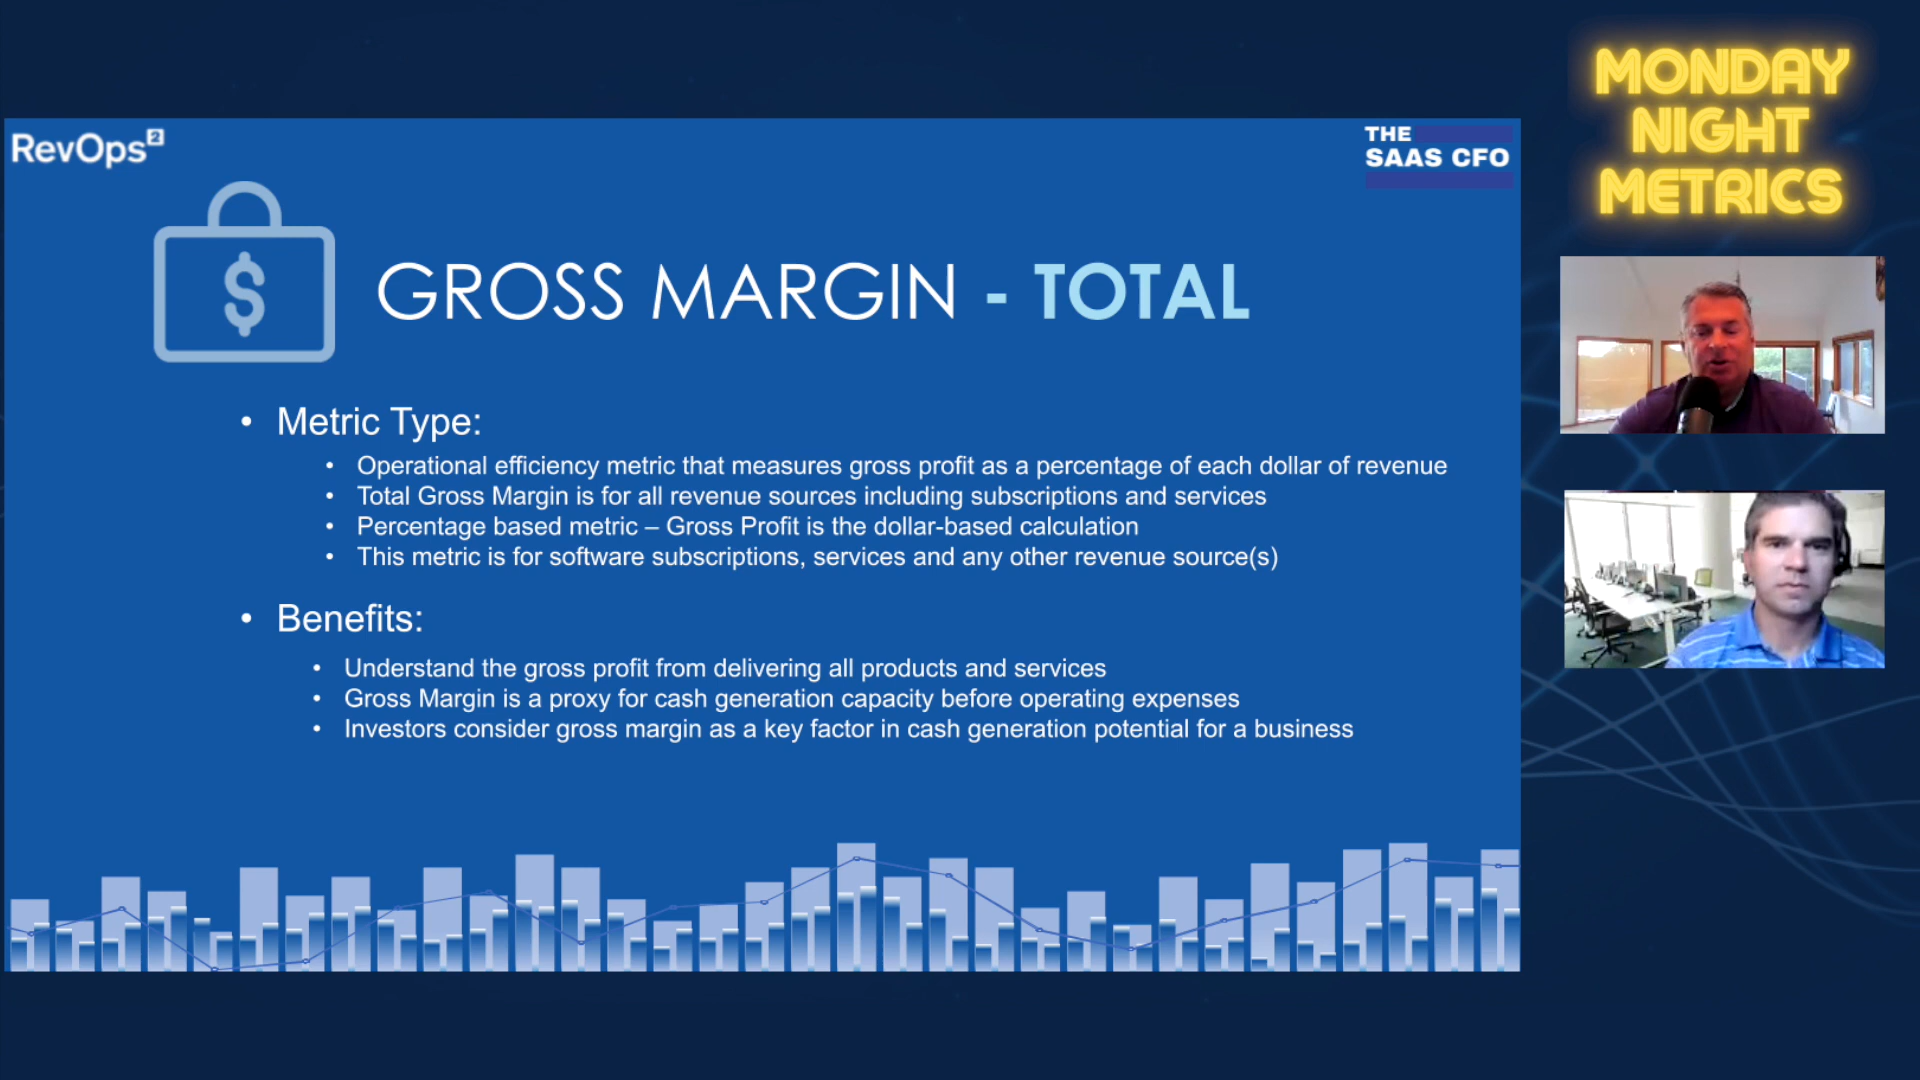 MONDAY
NIGHT
METRICS
RevOps2
THE
SAAS CFO
$
GROSS MARGIN - TOTAL
• Metric Type:
• Operational efficiency metric that measures gross profit as a percentage of each dollar of revenue
• Total Gross Margin is for all revenue sources including subscriptions and services
• Percentage based metric – Gross Profit is the dollar-based calculation
• This metric is for software subscriptions, services and any other revenue source(s)
• Benefits:
• Understand the gross profit from delivering all products and services
• Gross Margin is a proxy for cash generation capacity before operating expenses
• Investors consider gross margin as a key factor in cash generation potential for a business